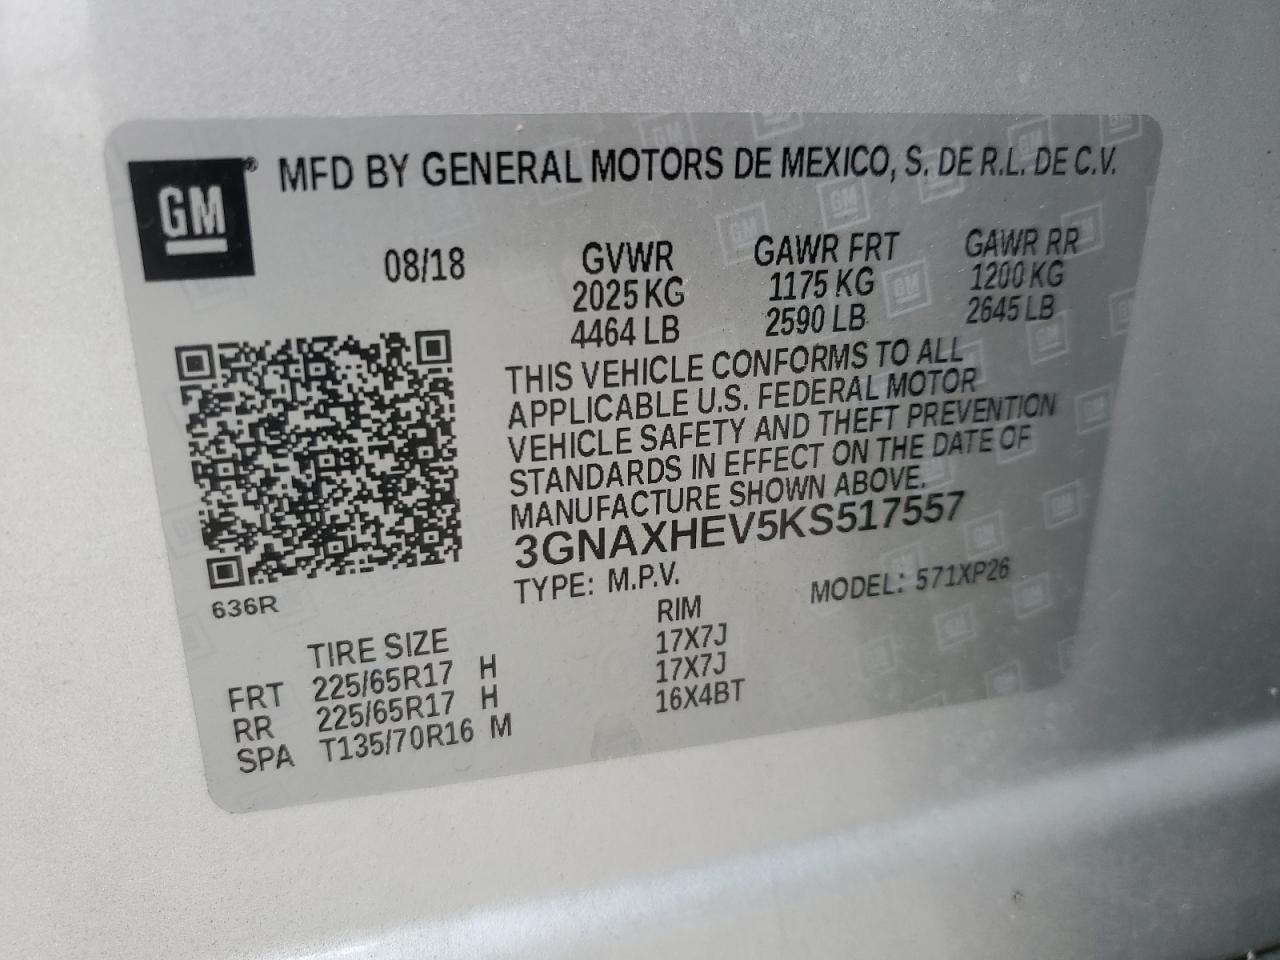 GM® MFD BY GENERAL MOTORS DE MEXICO, S. DE R.L. DE C.V.
08/18 GVWR GAWR FRT GAWR RR
2025 KG 1175 KG 1200 KG
4464 LB 2590 LB 2645 LB
THIS VEHICLE CONFORMS TO ALL
APPLICABLE U.S. FEDERAL MOTOR
VEHICLE SAFETY AND THEFT PREVENTION
STANDARDS IN EFFECT ON THE DATE OF
MANUFACTURE SHOWN ABOVE.
3GNAXHEV5KS517557
TYPE: M.P.V. MODEL: 571XP26
636R
TIRE SIZE RIM
FRT 225/65R17 H 17X7J
RR 225/65R17 H 17X7J
SPA T135/70R16 M 16X4BT